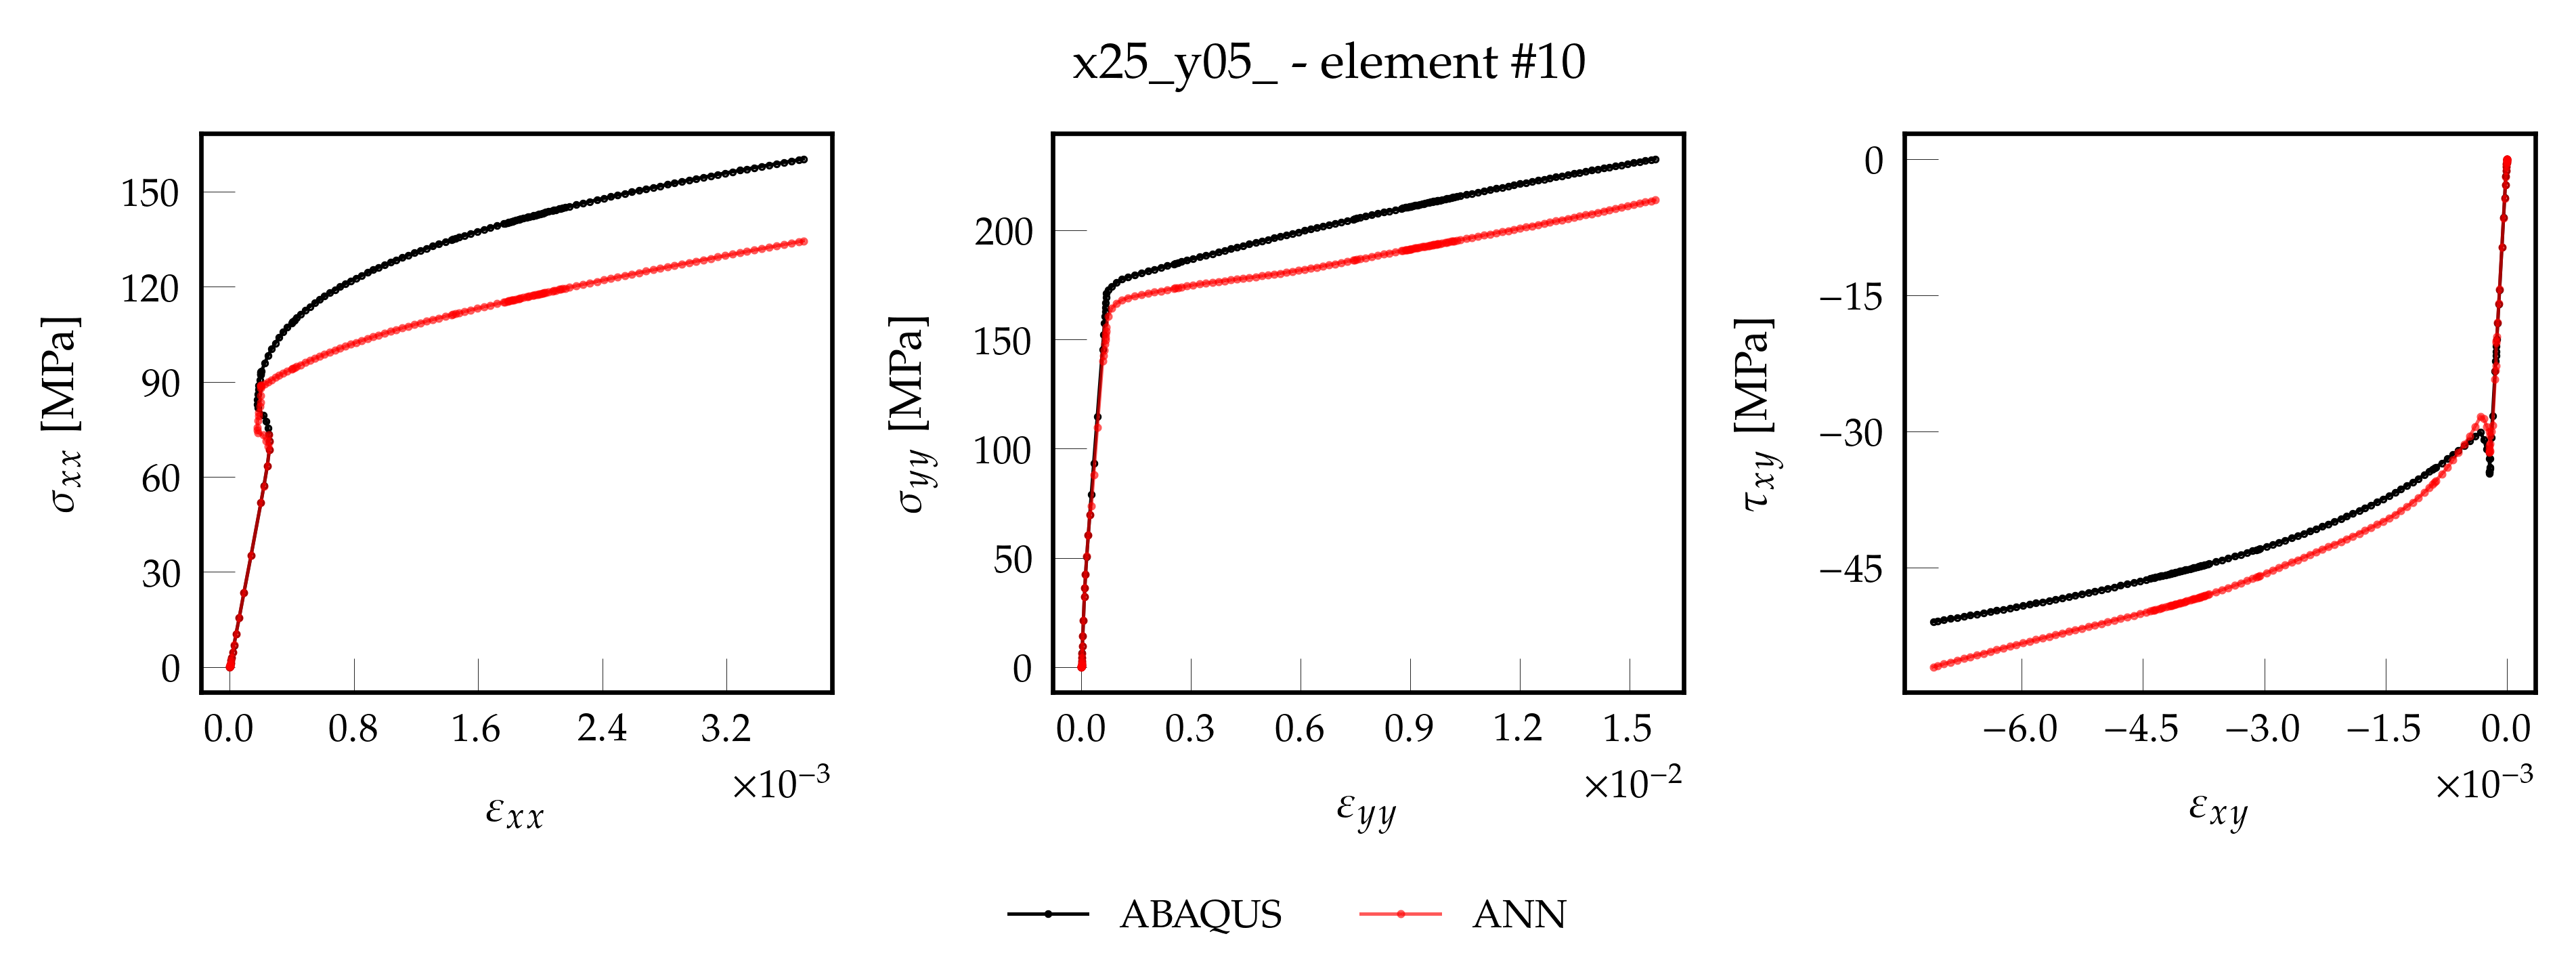 x25_y05_ - element #10
σxx [MPa]
150
120
90
60
30
0
0.0 0.8 1.6 2.4 3.2
×10−3
εxx
σyy [MPa]
200
150
100
50
0
0.0 0.3 0.6 0.9 1.2 1.5
×10−2
εyy
τxy [MPa]
0
−15
−30
−45
−6.0 −4.5 −3.0 −1.5 0.0
×10−3
εxy
ABAQUS ANN